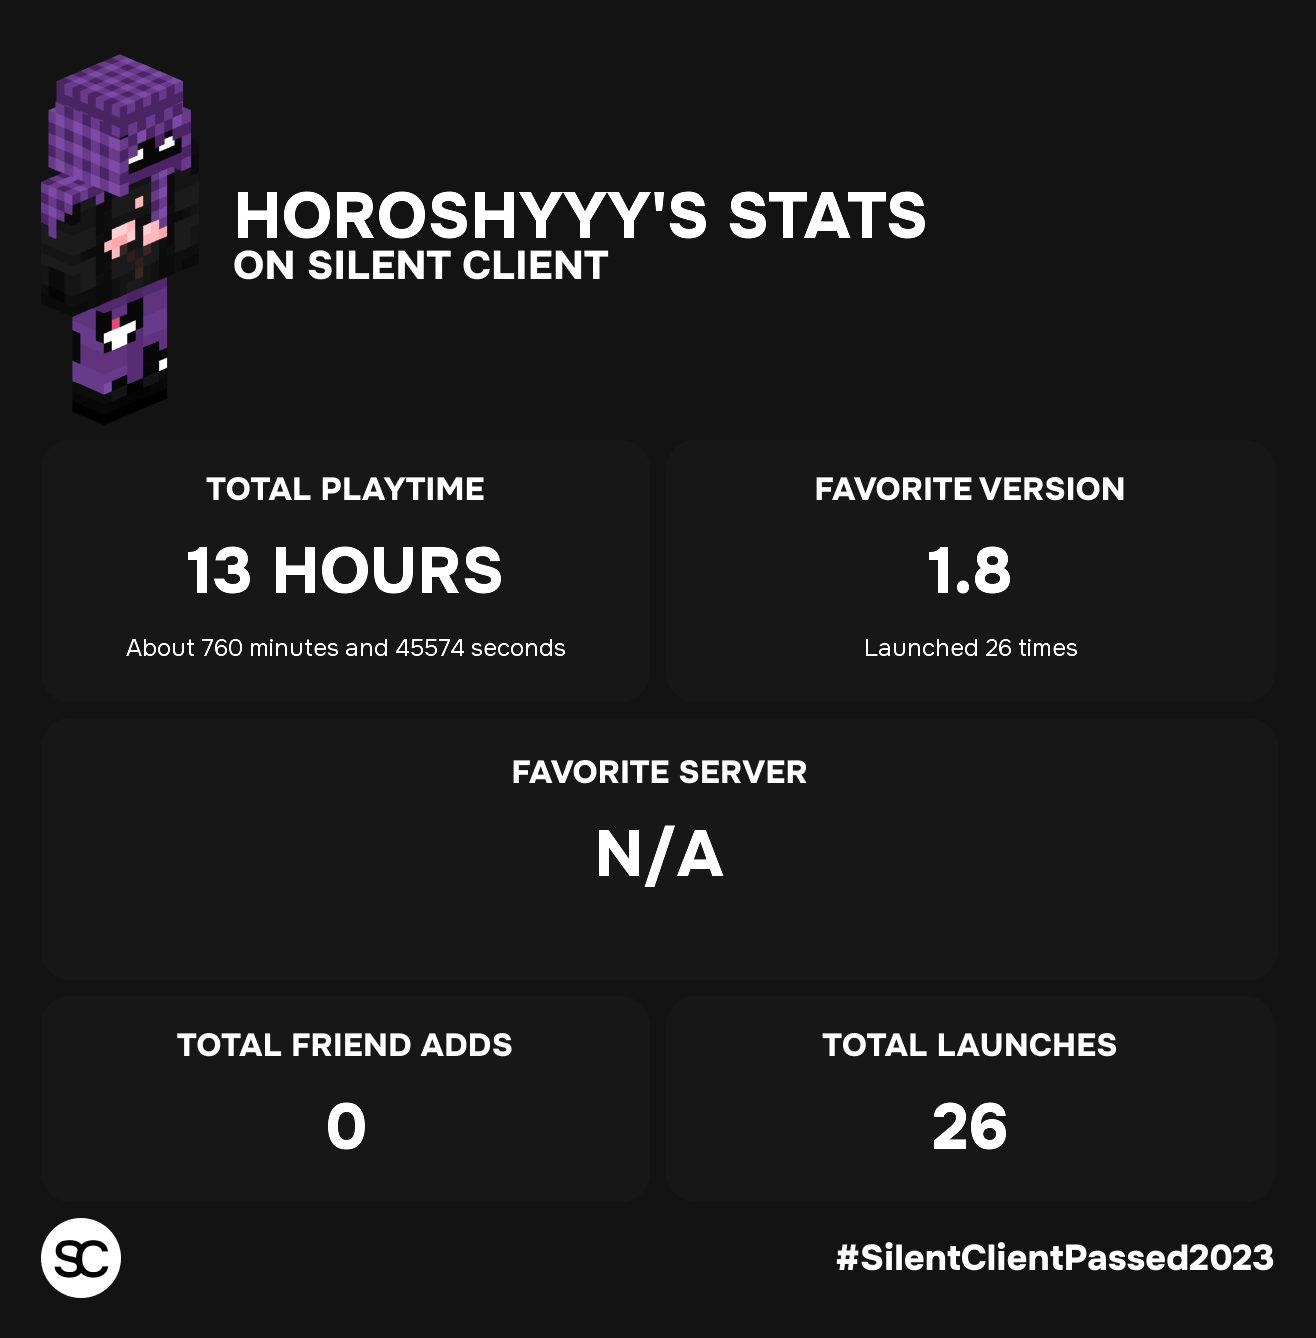 HOROSHYYY'S STATS
ON SILENT CLIENT
TOTAL PLAYTIME
13 HOURS
About 760 minutes and 45574 seconds
FAVORITE VERSION
1.8
Launched 26 times
FAVORITE SERVER
N/A
TOTAL FRIEND ADDS
0
TOTAL LAUNCHES
26
SC
#SilentClientPassed2023